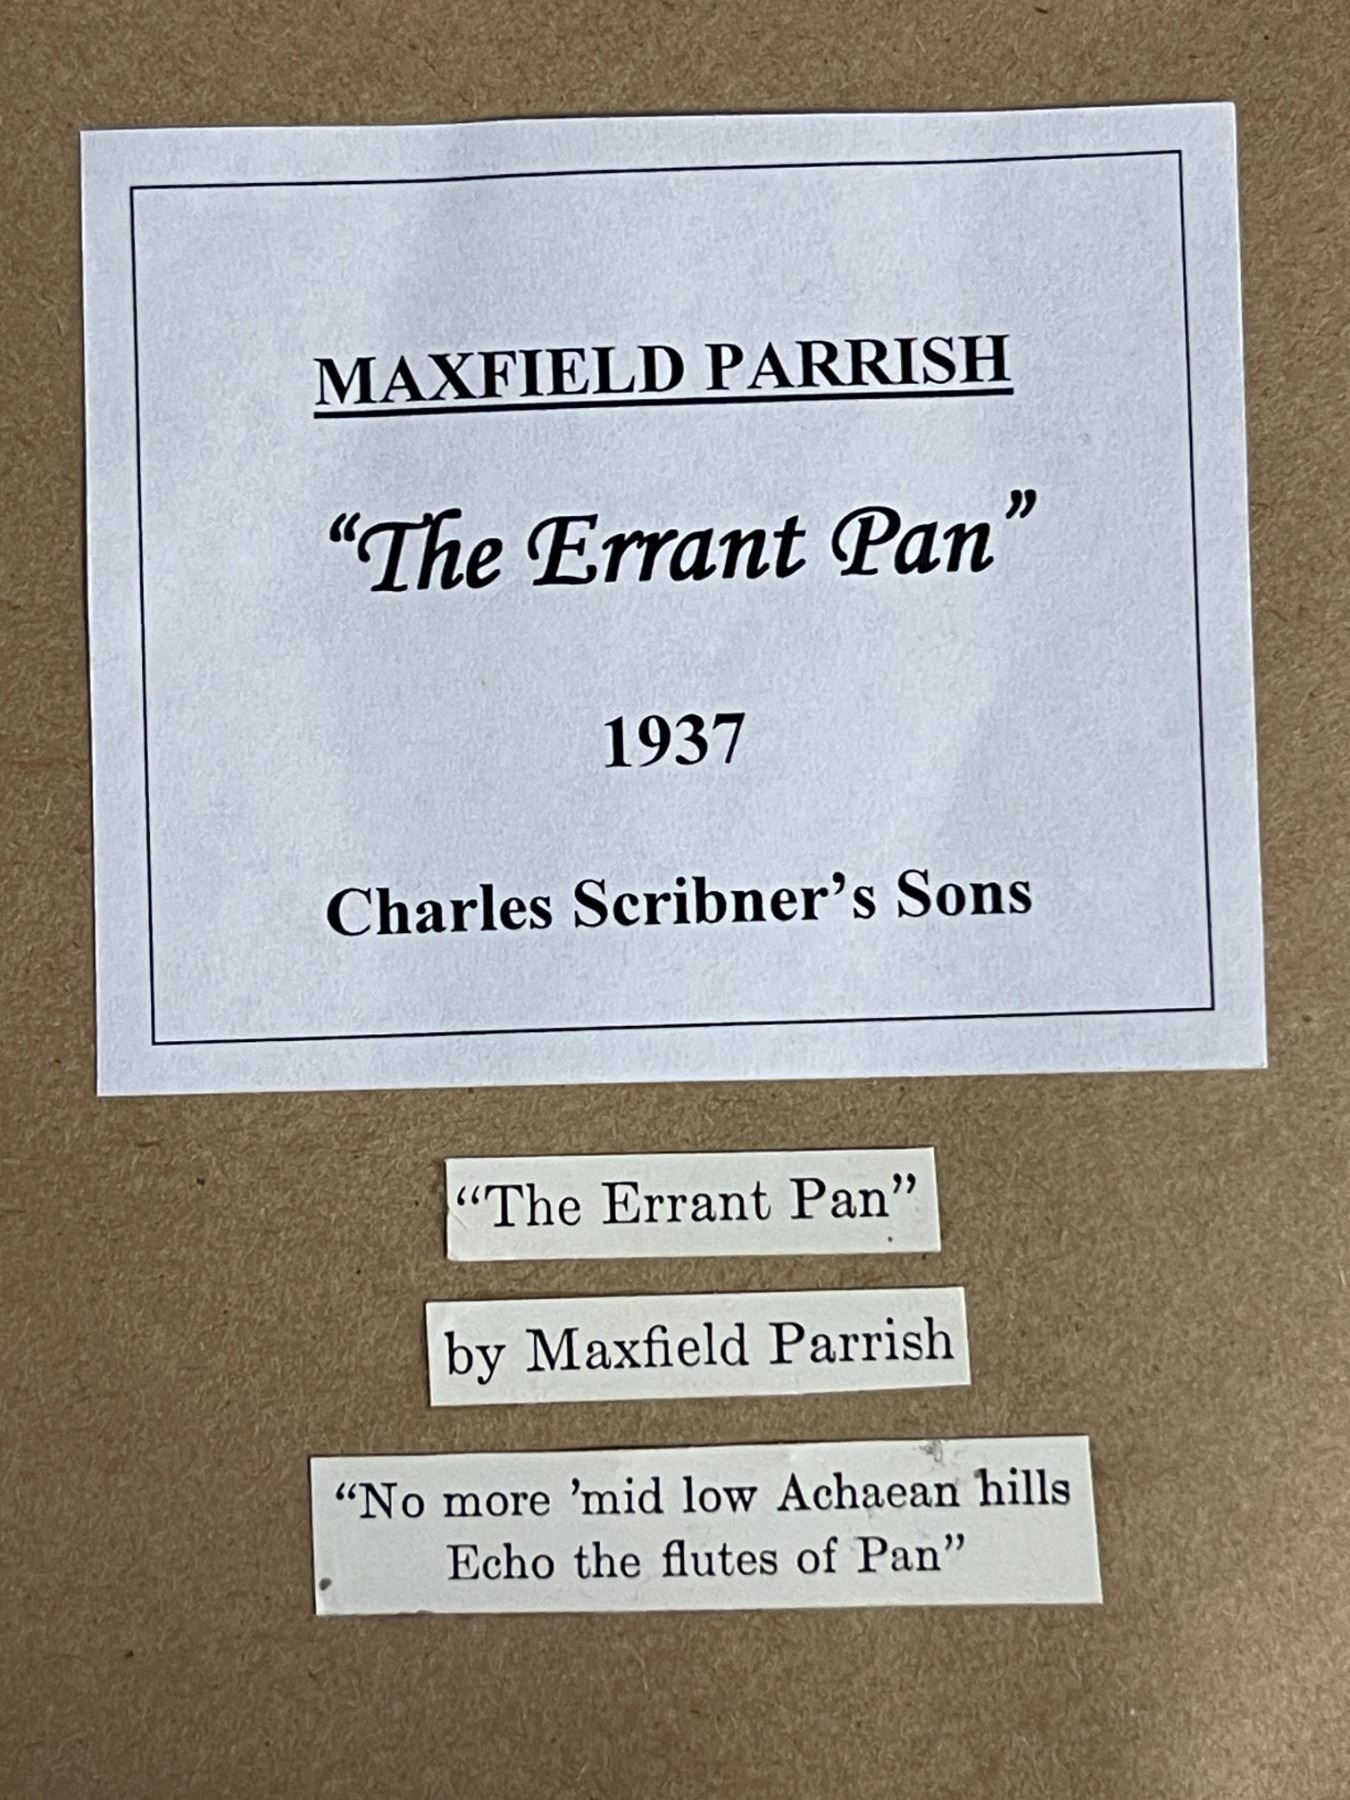 MAXFIELD PARRISH
“The Errant Pan”
1937
Charles Scribner’s Sons
“The Errant Pan”
by Maxfield Parrish
“No more ’mid low Achaean hills
Echo the flutes of Pan”